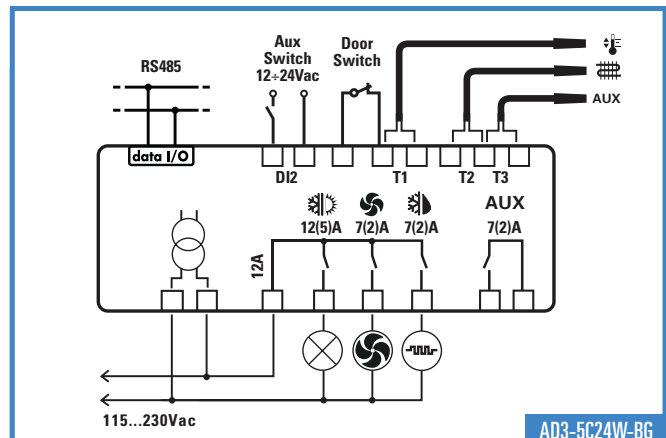 Aux
Switch
12÷24Vac
Door
Switch
RS485
AUX
data I/O
DI2
T1
T2
T3
AUX
12(5)A
7(2)A
7(2)A
7(2)A
12A
115...230Vac
AD3-5C24W-BG